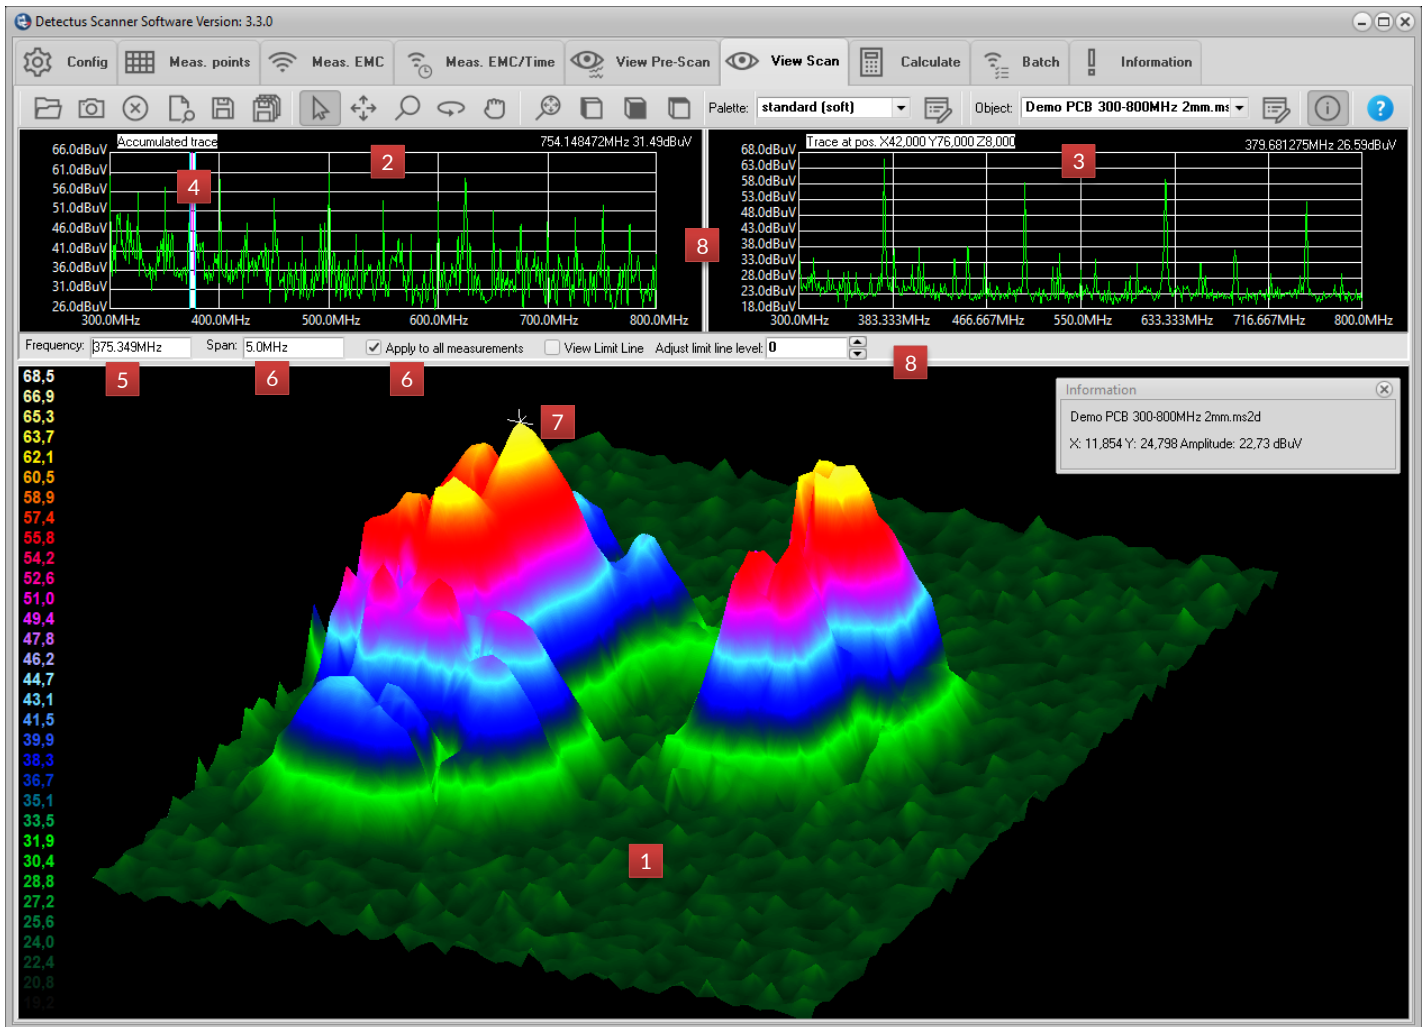 Detectus Scanner Software Version: 3.3.0
Config Meas. points Meas. EMC Meas. EMC/Time View Pre-Scan View Scan Calculate Batch Information
Palette: standard (soft) Object: Demo PCB 300-800MHz 2mm.ms
Accumulated trace 754.148472MHz 31.49dBuV
66.0dBuV
61.0dBuV
56.0dBuV
51.0dBuV
46.0dBuV
41.0dBuV
36.0dBuV
31.0dBuV
26.0dBuV
300.0MHz 400.0MHz 500.0MHz 600.0MHz 700.0MHz 800.0MHz
2
4
Trace at pos. X42,000 Y76,000 Z8,000 379.681275MHz 26.59dBuV
68.0dBuV
63.0dBuV
58.0dBuV
53.0dBuV
48.0dBuV
43.0dBuV
38.0dBuV
33.0dBuV
28.0dBuV
23.0dBuV
18.0dBuV
300.0MHz 383.333MHz 466.667MHz 550.0MHz 633.333MHz 716.667MHz 800.0MHz
3
8
Frequency: 375.349MHz Span: 5.0MHz Apply to all measurements View Limit Line Adjust limit line level: 0
5 6 6 8
68,5
66,9
65,3
63,7
62,1
60,5
58,9
57,4
55,8
54,2
52,6
51,0
49,4
47,8
46,2
44,7
43,1
41,5
39,9
38,3
36,7
35,1
33,5
31,9
30,4
28,8
27,2
25,6
24,0
22,4
20,8
19,2
7
1
Information
Demo PCB 300-800MHz 2mm.ms2d
X: 11,854 Y: 24,798 Amplitude: 22,73 dBuV